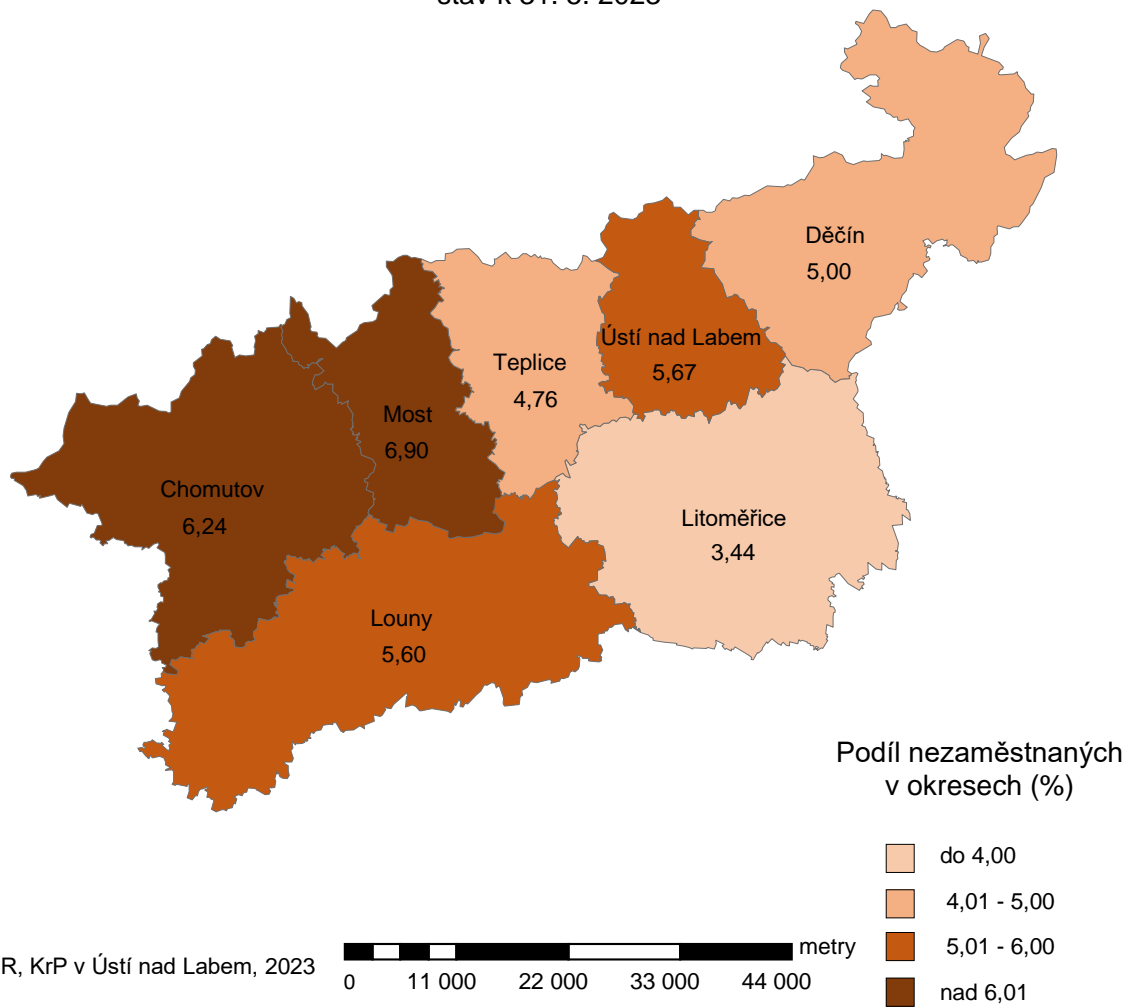 Děčín
5,00
Ústí nad Labem
5,67
Teplice
4,76
Most
6,90
Chomutov
6,24
Litoměřice
3,44
Louny
5,60
Podíl nezaměstnaných
v okresech (%)
do 4,00
4,01 - 5,00
5,01 - 6,00
nad 6,01
R, KrP v Ústí nad Labem, 2023
metry
0 11 000 22 000 33 000 44 000